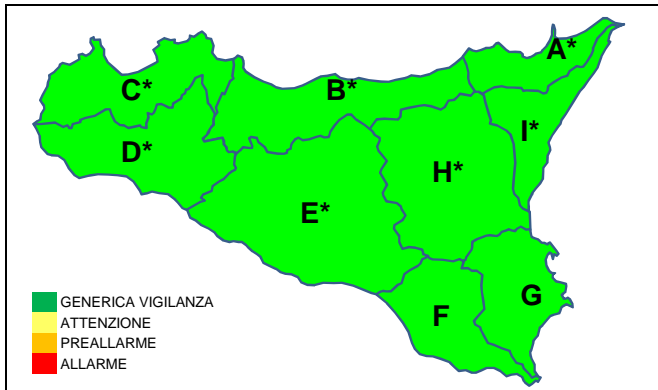 A*
C*
B*
I*
D*
H*
E*
G
F
GENERICA VIGILANZA
ATTENZIONE
PREALLARME
ALLARME